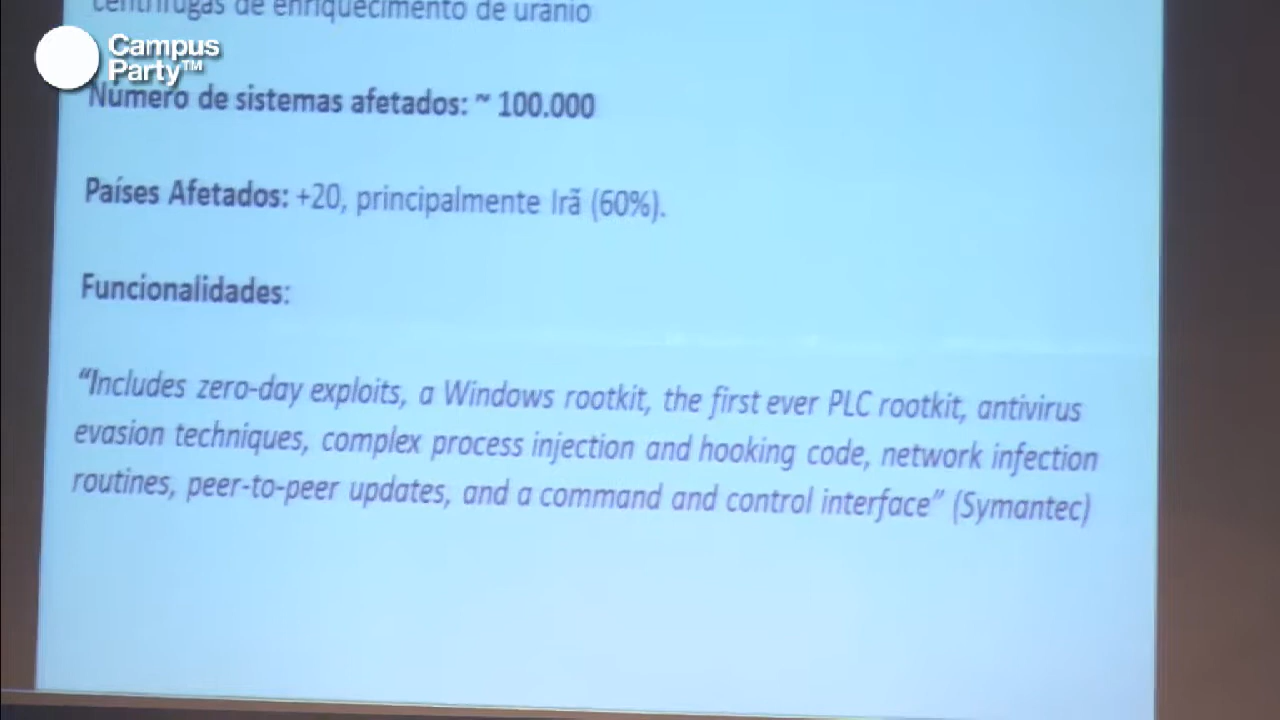 centrífugas de enriquecimento de urânio
Campus
Party™
Número de sistemas afetados: ~ 100.000
Países Afetados: +20, principalmente Irã (60%).
Funcionalidades:
“Includes zero-day exploits, a Windows rootkit, the first ever PLC rootkit, antivirus
evasion techniques, complex process injection and hooking code, network infection
routines, peer-to-peer updates, and a command and control interface” (Symantec)